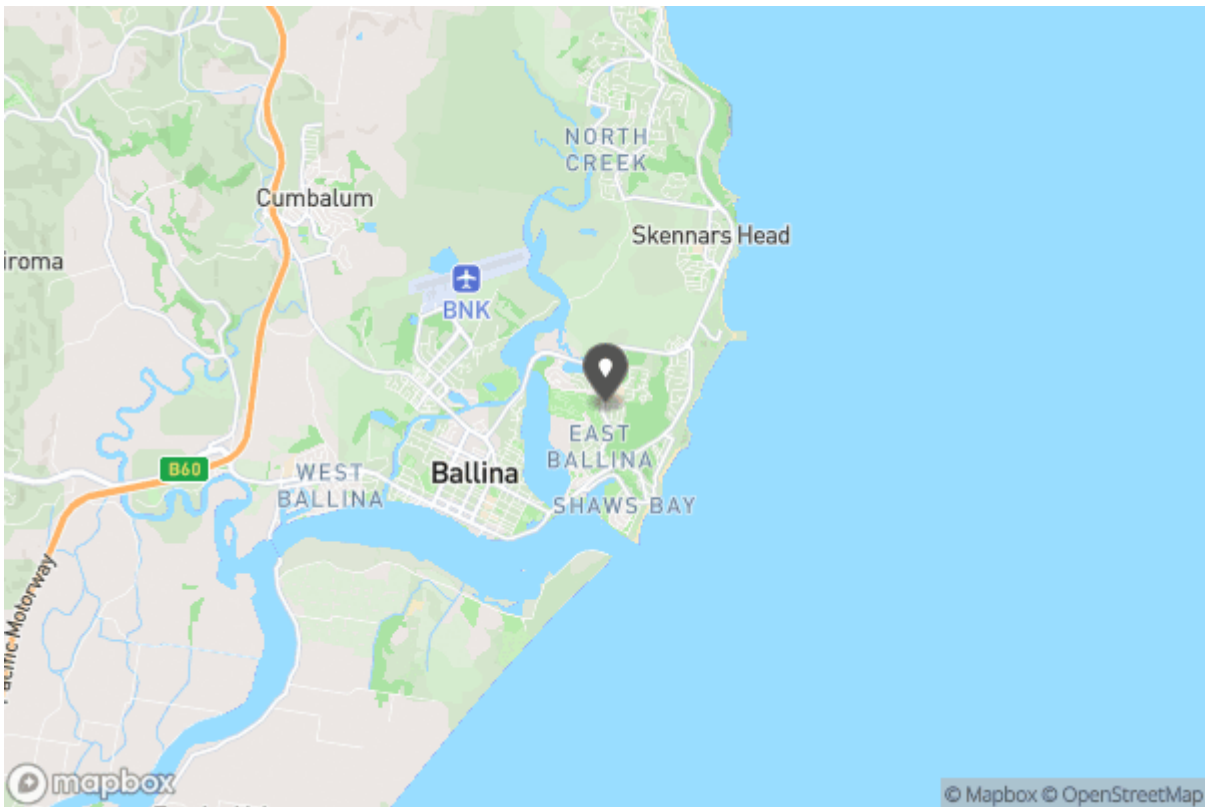 NORTH
CREEK
Cumbalum
Skennars Head
iroma
BNK
EAST
BALLINA
B60
WEST
BALLINA
Ballina
SHAWS BAY
Pacific Motorway
mapbox
© Mapbox © OpenStreetMap